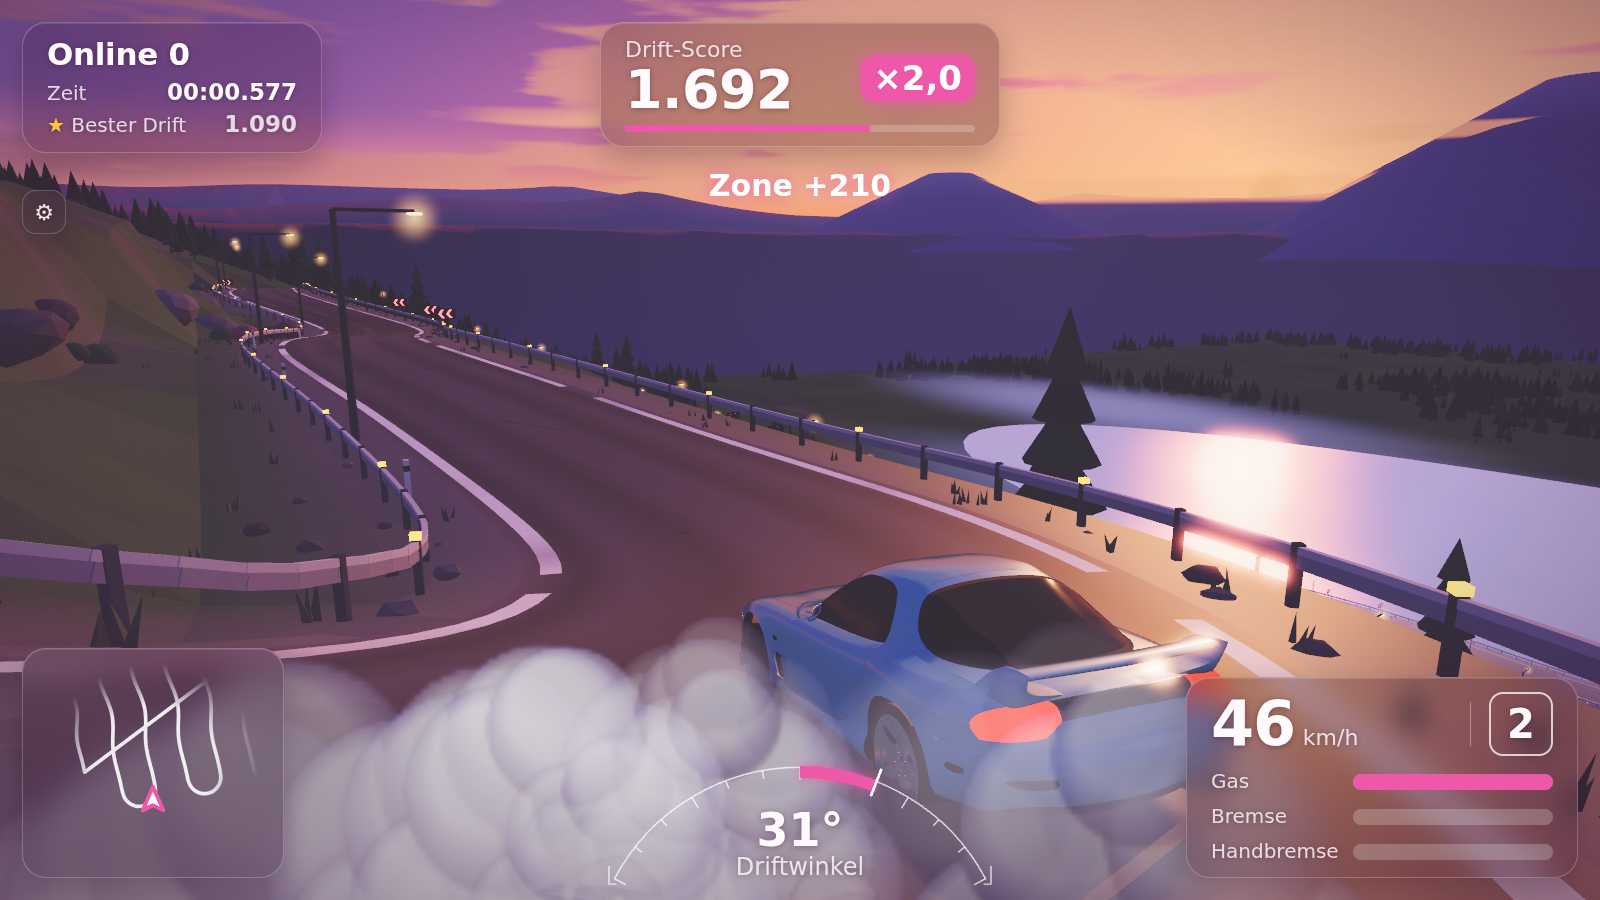 Online 0
Zeit 00:00.577
★ Bester Drift 1.090
Drift-Score
1.692 ×2,0
Zone +210
31°
Driftwinkel
46 km/h 2
Gas
Bremse
Handbremse